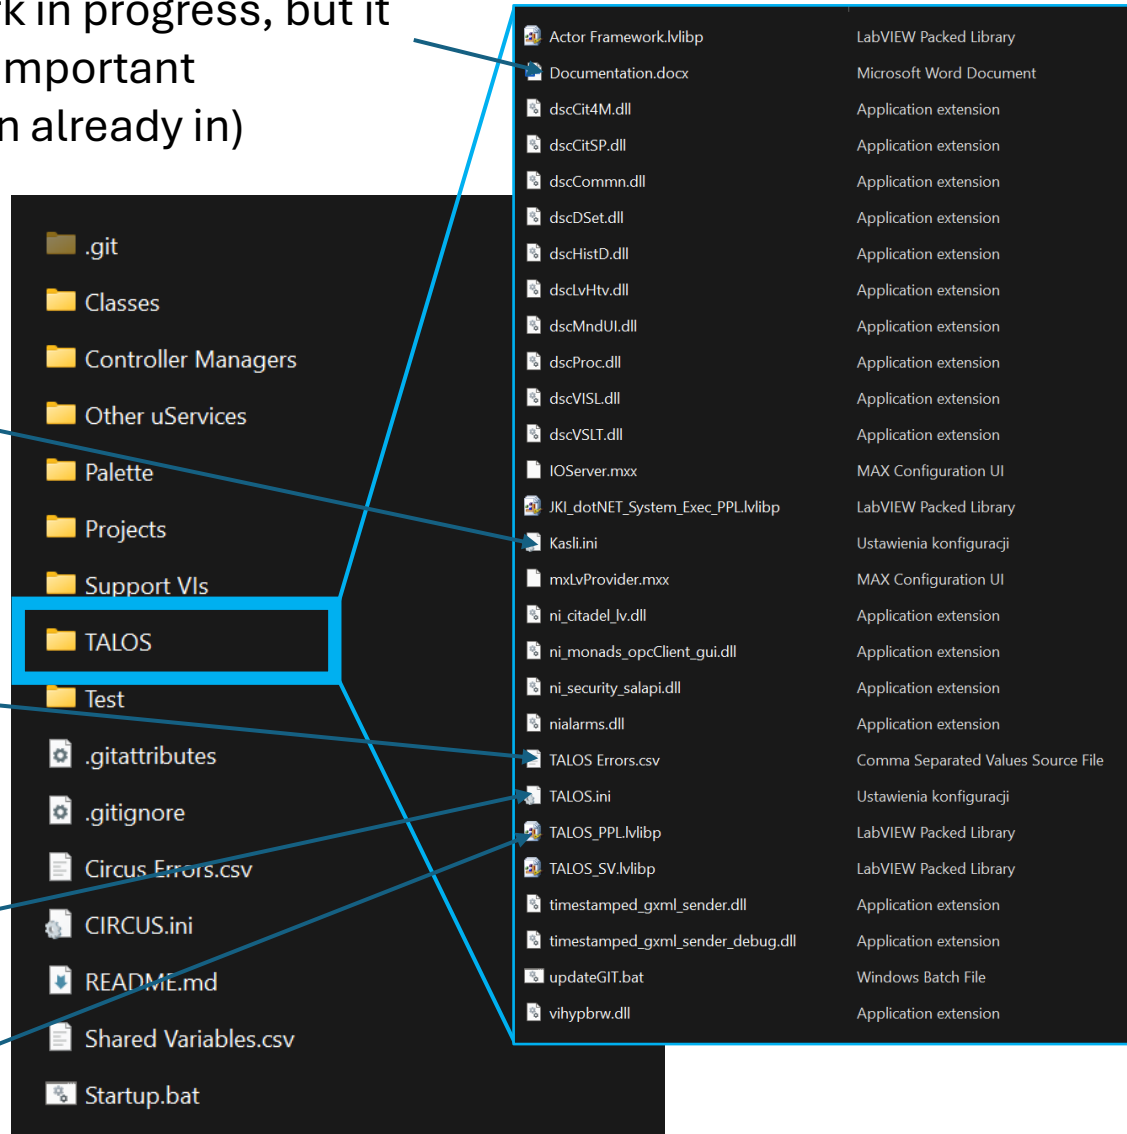 k in progress, but it
mportant
n already in)
.git
Classes
Controller Managers
Other uServices
Palette
Projects
Support VIs
TALOS
Test
.gitattributes
.gitignore
Circus Errors.csv
CIRCUS.ini
README.md
Shared Variables.csv
Startup.bat
Actor Framework.lvlibp LabVIEW Packed Library
Documentation.docx Microsoft Word Document
dscCit4M.dll Application extension
dscCitSP.dll Application extension
dscCommn.dll Application extension
dscDSet.dll Application extension
dscHistD.dll Application extension
dscLvHtv.dll Application extension
dscMndUI.dll Application extension
dscProc.dll Application extension
dscVISL.dll Application extension
dscVSLT.dll Application extension
IOServer.mxx MAX Configuration UI
JKI_dotNET_System_Exec_PPL.lvlibp LabVIEW Packed Library
Kasli.ini Ustawienia konfiguracji
mxLvProvider.mxx MAX Configuration UI
ni_citadel_lv.dll Application extension
ni_monads_opcClient_gui.dll Application extension
ni_security_salapi.dll Application extension
nialarms.dll Application extension
TALOS Errors.csv Comma Separated Values Source File
TALOS.ini Ustawienia konfiguracji
TALOS_PPL.lvlibp LabVIEW Packed Library
TALOS_SV.lvlibp LabVIEW Packed Library
timestamped_gxml_sender.dll Application extension
timestamped_gxml_sender_debug.dll Application extension
updateGIT.bat Windows Batch File
vihypbrw.dll Application extension